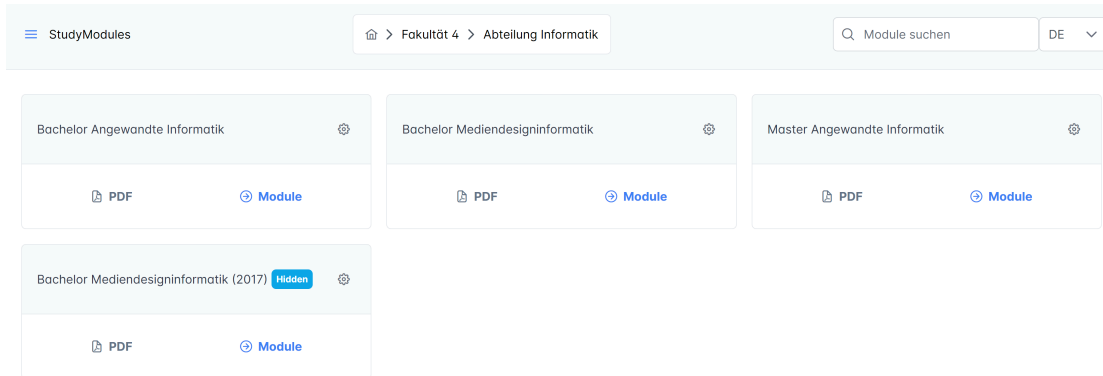 StudyModules
Fakultät 4
Abteilung Informatik
Module suchen
DE
Bachelor Angewandte Informatik
PDF
Module
Bachelor Mediendesigninformatik
PDF
Module
Master Angewandte Informatik
PDF
Module
Bachelor Mediendesigninformatik (2017) Hidden
PDF
Module